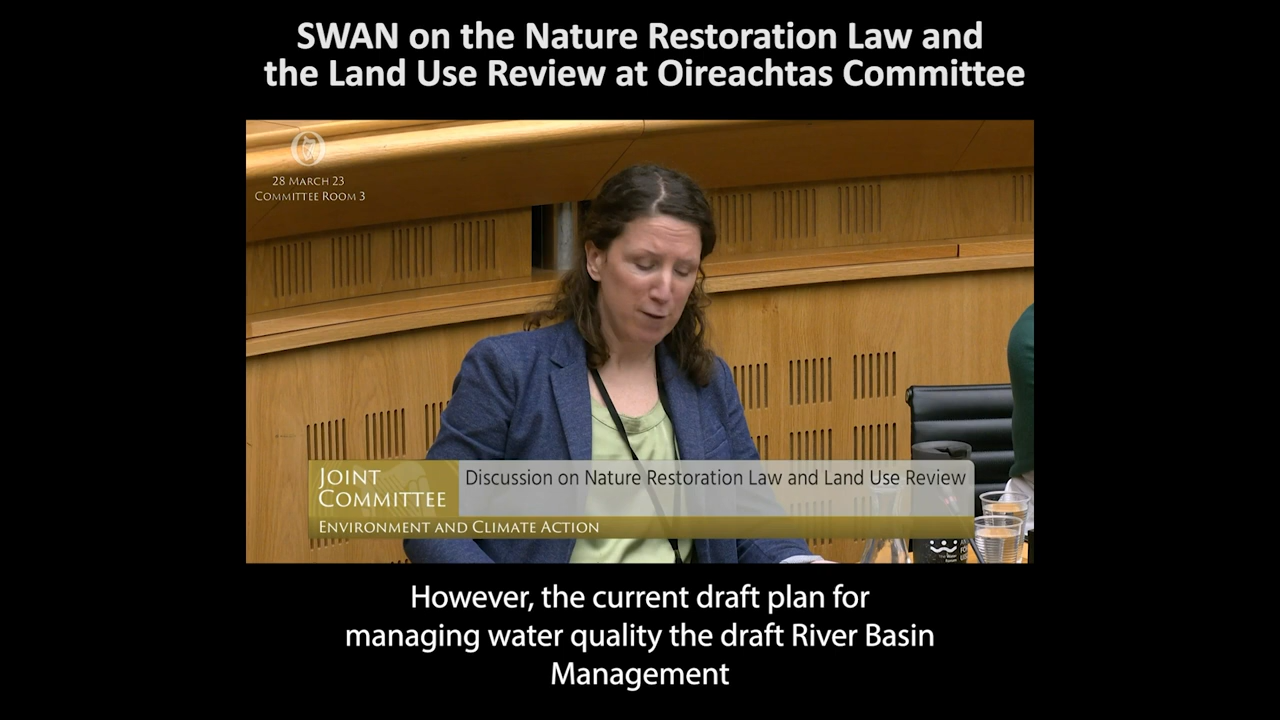 SWAN on the Nature Restoration Law and
the Land Use Review at Oireachtas Committee
28 March 23
Committee Room 3
Joint
Committee
Discussion on Nature Restoration Law and Land Use Review
Environment and Climate Action
However, the current draft plan for
managing water quality the draft River Basin
Management